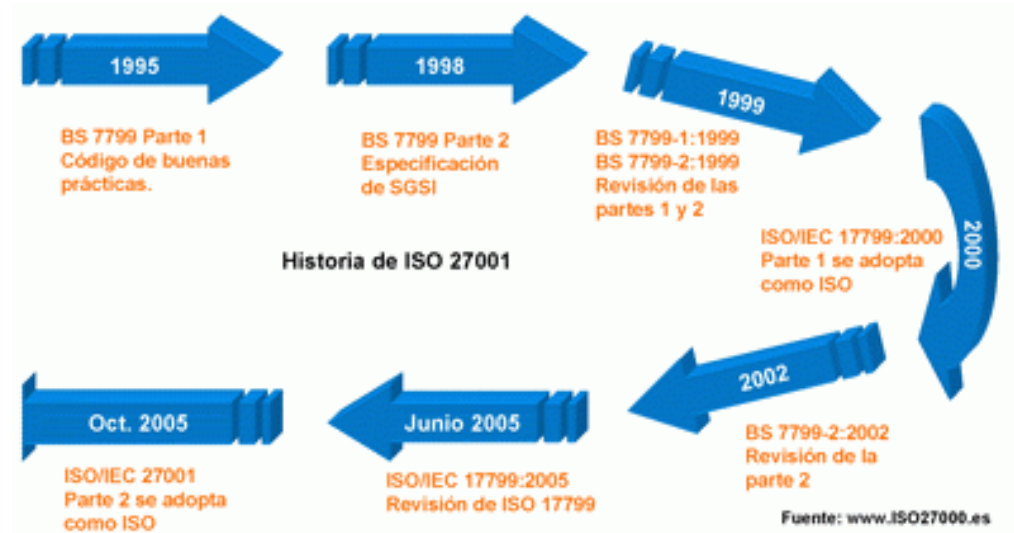 1995
BS 7799 Parte 1
Código de buenas
prácticas.
1998
BS 7799 Parte 2
Especificación
de SGSI
1999
BS 7799-1:1999
BS 7799-2:1999
Revisión de las
partes 1 y 2
2000
ISO/IEC 17799:2000
Parte 1 se adopta
como ISO
Historia de ISO 27001
2002
BS 7799-2:2002
Revisión de la
parte 2
Junio 2005
ISO/IEC 17799:2005
Revisión de ISO 17799
Oct. 2005
ISO/IEC 27001
Parte 2 se adopta
como ISO
Fuente: www.ISO27000.es